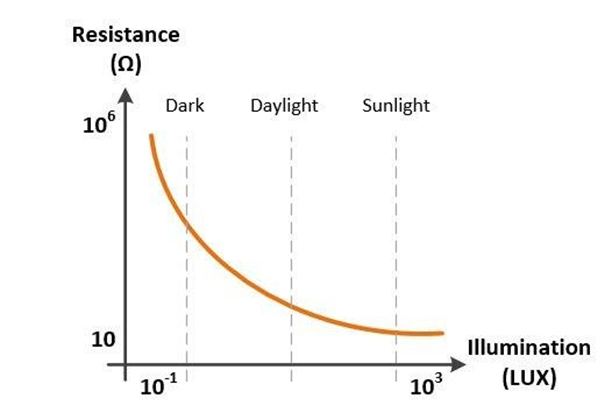 Resistance
(Ω)
Dark Daylight Sunlight
10⁶
10
Illumination
(LUX)
10⁻¹ 10³